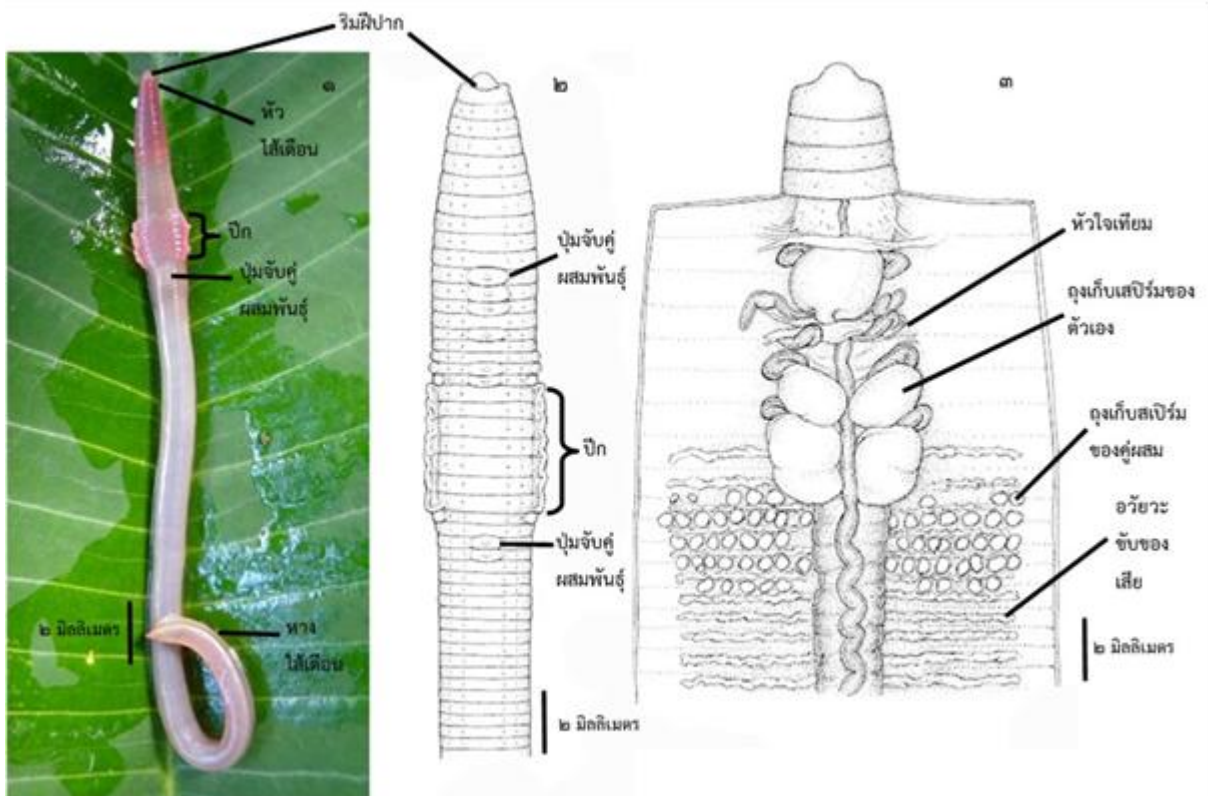 ริมฝีปาก
๑
หัว
ไส้เดือน
ปีก
ปุ่มจับคู่
ผสมพันธุ์
๒ มิลลิเมตร
หาง
ไส้เดือน
๒
ปุ่มจับคู่
ผสมพันธุ์
ปีก
ปุ่มจับคู่
ผสมพันธุ์
๒ มิลลิเมตร
๓
หัวใจเทียม
ถุงเก็บเสปิร์มของ
ตัวเอง
ถุงเก็บสเปิร์ม
ของคู่ผสม
อวัยวะ
ขับของ
เสีย
๒ มิลลิเมตร